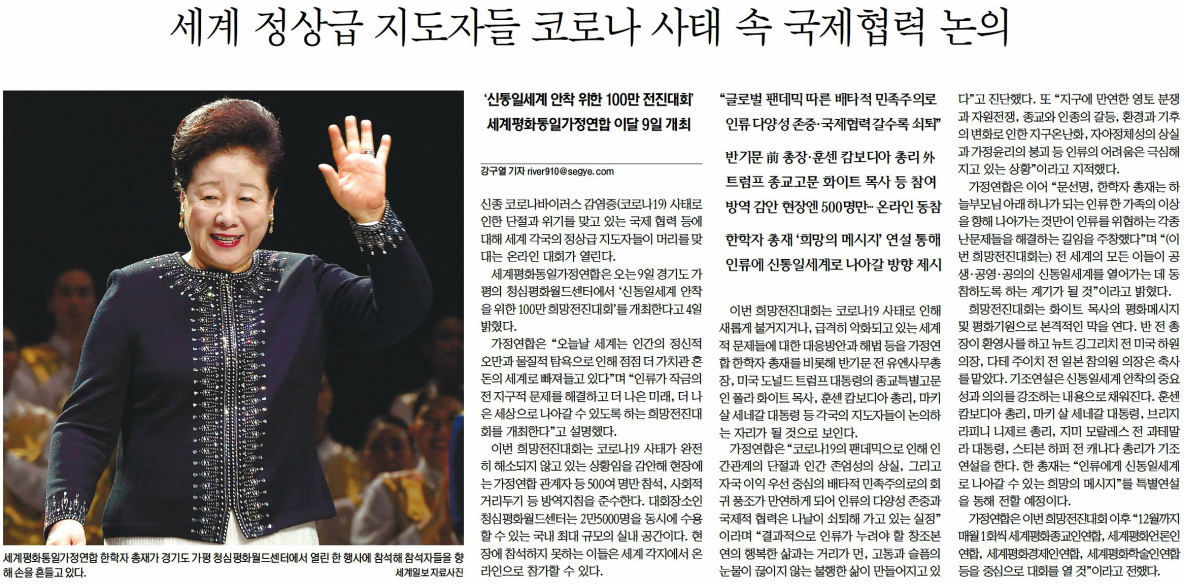 세계 정상급 지도자들 코로나 사태 속 국제협력 논의
‘신통일세계 안착 위한 100만 전진대회’
세계평화통일가정연합 이달 9일 개최
강구열 기자 river910@segye.com
신종 코로나바이러스 감염증(코로나19) 사태로
인한 단절과 위기를 맞고 있는 국제 협력 등에
대해 세계 각국의 정상급 지도자들이 머리를 맞
대는 온라인 대회가 열린다.
세계평화통일가정연합은 오는 9일 경기도 가
평의 청심평화월드센터에서 ‘신통일세계 안착
을 위한 100만 희망전진대회’를 개최한다고 4일
밝혔다.
가정연합은 “오늘날 세계는 인간의 정신적
오만과 물질적 탐욕으로 인해 점점 더 가치관 혼
돈의 세계로 빠져들고 있다”며 “인류가 작금의
전 지구적 문제를 해결하고 더 나은 미래, 더 나
은 세상으로 나아갈 수 있도록 하는 희망전진대
회를 개최한다”고 설명했다.
이번 희망전진대회는 코로나19 사태가 완전
히 해소되지 않고 있는 상황임을 감안해 현장에
는 가정연합 관계자 등 500여 명만 참석, 사회적
거리두기 등 방역지침을 준수한다. 대회장소인
청심평화월드센터는 2만5000명을 동시에 수용
할 수 있는 국내 최대 규모의 실내 공간이다. 현
장에 참석하지 못하는 이들은 세계 각지에서 온
라인으로 참가할 수 있다.
“글로벌 팬데믹 따른 배타적 민족주의로
인류 다양성 존중·국제협력 갈수록 쇠퇴”
반기문 前 총장·훈센 캄보디아 총리 外
트럼프 종교고문 화이트 목사 등 참여
방역 감안 현장엔 500명만… 온라인 동참
한학자 총재 ‘희망의 메시지’ 연설 통해
인류에 신통일세계로 나아갈 방향 제시
이번 희망전진대회는 코로나19 사태로 인해
새롭게 불거지거나, 급격히 악화되고 있는 세계
적 문제들에 대한 대응방안과 해법 등을 가정연
합 한학자 총재를 비롯해 반기문 전 유엔사무총
장, 미국 도널드 트럼프 대통령의 종교특별고문
인 폴라 화이트 목사, 훈센 캄보디아 총리, 마키
살 세네갈 대통령 등 각국의 지도자들이 논의하
는 자리가 될 것으로 보인다.
가정연합은 “코로나19의 팬데믹으로 인해 인
간관계의 단절과 인간 존엄성의 상실, 그리고
자국 이익 우선 중심의 배타적 민족주의로의 회
귀 풍조가 만연하게 되어 인류의 다양성 존중과
국제적 협력은 나날이 쇠퇴해 가고 있는 실정”
이라며 “결과적으로 인류가 누려야 할 창조본
연의 행복한 삶과는 거리가 먼, 고통과 슬픔의
눈물이 끊이지 않는 불행한 삶이 만들어지고 있
다”고 진단했다. 또 “지구에 만연한 영토 분쟁
과 자원전쟁, 종교와 인종의 갈등, 환경과 기후
의 변화로 인한 지구온난화, 자아정체성의 상실
과 가정윤리의 붕괴 등 인류의 어려움은 극심해
지고 있는 상황”이라고 지적했다.
가정연합은 이어 “문선명, 한학자 총재는 하
늘부모님 아래 하나가 되는 인류 한 가족의 이상
을 향해 나아가는 것만이 인류를 위협하는 각종
난문제들을 해결하는 길임을 주창했다”며 “(이
번 희망전진대회는) 전 세계의 모든 이들이 공
생·공영·공의의 신통일세계를 열어가는 데 동
참하도록 하는 계기가 될 것”이라고 밝혔다.
희망전진대회는 화이트 목사의 평화메시지
및 평화기원으로 본격적인 막을 연다. 반 전 총
장이 환영사를 하고 뉴트 깅그리치 전 미국 하원
의장, 다테 주이치 전 일본 참의원 의장은 축사
를 맡았다. 기조연설은 신통일세계 안착의 중요
성과 의의를 강조하는 내용으로 채워진다. 훈센
캄보디아 총리, 마키 살 세네갈 대통령, 브리지
라피니 니제르 총리, 지미 모랄레스 전 과테말
라 대통령, 스티븐 하퍼 전 캐나다 총리가 기조
연설을 한다. 한 총재는 “인류에게 신통일세계
로 나아갈 수 있는 희망의 메시지”를 특별연설
을 통해 전할 예정이다.
가정연합은 이번 희망전진대회 이후 “12월까지
매월 1회씩 세계평화종교인연합, 세계평화언론인
연합, 세계평화경제인연합, 세계평화학술인연합
등을 중심으로 대회를 열 것”이라고 전했다.
세계평화통일가정연합 한학자 총재가 경기도 가평 청심평화월드센터에서 열린 한 행사에 참석해 참석자들을 향
해 손을 흔들고 있다.
세계일보 자료사진